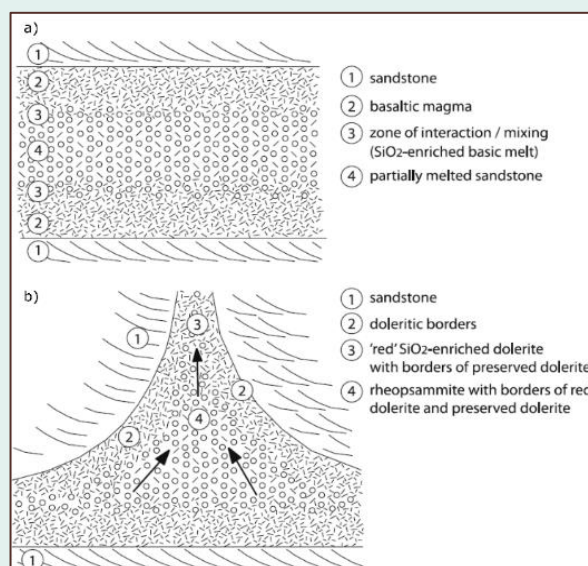 a)
1
2
3
4
3
2
1
1 sandstone
2 basaltic magma
3 zone of interaction / mixing
(SiO2-enriched basic melt)
4 partially melted sandstone
b)
1
3
2
4
2
1
1 sandstone
2 doleritic borders
3 'red' SiO2-enriched dolerite
with borders of preserved dolerite
4 rheopsammite with borders of red
dolerite and preserved dolerite